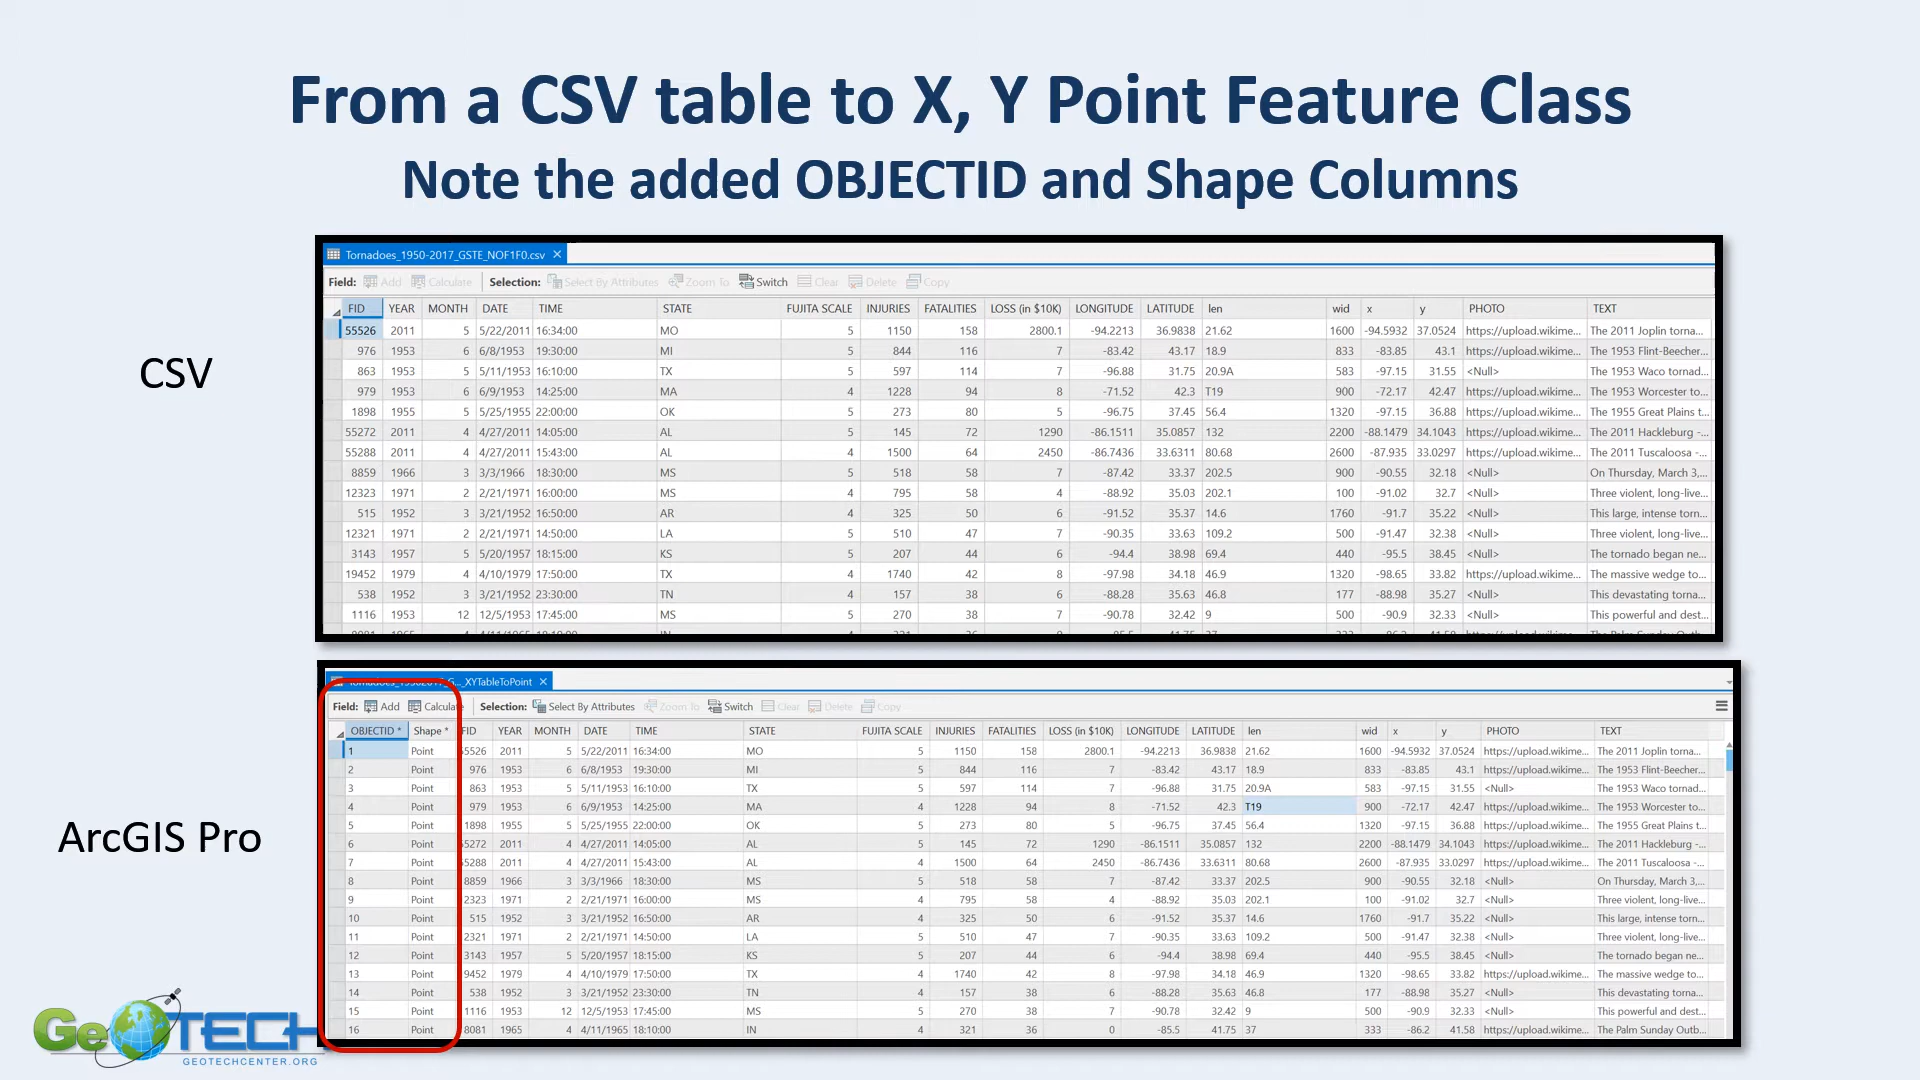 From a CSV table to X, Y Point Feature Class
Note the added OBJECTID and Shape Columns
CSV
Tornadoes_1950-2017_GSTE_NOF1F0.csv
Field: Add Calculate Selection: Select By Attributes Zoom To Switch Clear Delete Copy
FID YEAR MONTH DATE TIME STATE FUJITA SCALE INJURIES FATALITIES LOSS (in $10K) LONGITUDE LATITUDE len wid x y PHOTO TEXT
55526 2011 5 5/22/2011 16:34:00 MO 5 1150 158 2800.1 -94.2213 36.9838 21.62 1600 -94.5932 37.0524 https://upload.wikime... The 2011 Joplin torna...
976 1953 6 6/8/1953 19:30:00 MI 5 844 116 7 -83.42 43.17 18.9 833 -83.85 43.1 https://upload.wikime... The 1953 Flint-Beecher...
863 1953 5 5/11/1953 16:10:00 TX 5 597 114 7 -96.88 31.75 20.9A 583 -97.15 31.55 <Null> The 1953 Waco tornad...
979 1953 6 6/9/1953 14:25:00 MA 4 1228 94 8 -71.52 42.3 T19 900 -72.17 42.47 https://upload.wikime... The 1953 Worcester to...
1898 1955 5 5/25/1955 22:00:00 OK 5 273 80 5 -96.75 37.45 56.4 1320 -97.15 36.88 https://upload.wikime... The 1955 Great Plains t...
55272 2011 4 4/27/2011 14:05:00 AL 5 145 72 1290 -86.1511 35.0857 132 2200 -88.1479 34.1043 https://upload.wikime... The 2011 Hackleburg -...
55288 2011 4 4/27/2011 15:43:00 AL 4 1500 64 2450 -86.7436 33.6311 80.68 2600 -87.935 33.0297 https://upload.wikime... The 2011 Tuscaloosa -...
8859 1966 3 3/3/1966 18:30:00 MS 5 518 58 7 -87.42 33.37 202.5 900 -90.55 32.18 <Null> On Thursday, March 3,...
12323 1971 2 2/21/1971 16:00:00 MS 4 795 58 4 -88.92 35.03 202.1 100 -91.02 32.7 <Null> Three violent, long-live...
515 1952 3 3/21/1952 16:50:00 AR 4 325 50 6 -91.52 35.37 14.6 1760 -91.7 35.22 <Null> This large, intense torn...
12321 1971 2 2/21/1971 14:50:00 LA 5 510 47 7 -90.35 33.63 109.2 500 -91.47 32.38 <Null> Three violent, long-live...
3143 1957 5 5/20/1957 18:15:00 KS 5 207 44 6 -94.4 38.98 69.4 440 -95.5 38.45 <Null> The tornado began ne...
19452 1979 4 4/10/1979 17:50:00 TX 4 1740 42 8 -97.98 34.18 46.9 1320 -98.65 33.82 https://upload.wikime... The massive wedge to...
538 1952 3 3/21/1952 23:30:00 TN 4 157 38 6 -88.28 35.63 46.8 177 -88.98 35.27 <Null> This devastating torna...
1116 1953 12 12/5/1953 17:45:00 MS 5 270 38 7 -90.78 32.42 9 500 -90.9 32.33 <Null> This powerful and dest...
ArcGIS Pro
G..._XYTableToPoint
Field: Add Calculate Selection: Select By Attributes Zoom To Switch Clear Delete Copy
OBJECTID * Shape * FID YEAR MONTH DATE TIME STATE FUJITA SCALE INJURIES FATALITIES LOSS (in $10K) LONGITUDE LATITUDE len wid x y PHOTO TEXT
1 Point 5526 2011 5 5/22/2011 16:34:00 MO 5 1150 158 2800.1 -94.2213 36.9838 21.62 1600 -94.5932 37.0524 https://upload.wikime... The 2011 Joplin torna...
2 Point 976 1953 6 6/8/1953 19:30:00 MI 5 844 116 7 -83.42 43.17 18.9 833 -83.85 43.1 https://upload.wikime... The 1953 Flint-Beecher...
3 Point 863 1953 5 5/11/1953 16:10:00 TX 5 597 114 7 -96.88 31.75 20.9A 583 -97.15 31.55 <Null> The 1953 Waco tornad...
4 Point 979 1953 6 6/9/1953 14:25:00 MA 4 1228 94 8 -71.52 42.3 T19 900 -72.17 42.47 https://upload.wikime... The 1953 Worcester to...
5 Point 1898 1955 5 5/25/1955 22:00:00 OK 5 273 80 5 -96.75 37.45 56.4 1320 -97.15 36.88 https://upload.wikime... The 1955 Great Plains t...
6 Point 5272 2011 4 4/27/2011 14:05:00 AL 5 145 72 1290 -86.1511 35.0857 132 2200 -88.1479 34.1043 https://upload.wikime... The 2011 Hackleburg -...
7 Point 5288 2011 4 4/27/2011 15:43:00 AL 4 1500 64 2450 -86.7436 33.6311 80.68 2600 -87.935 33.0297 https://upload.wikime... The 2011 Tuscaloosa -...
8 Point 8859 1966 3 3/3/1966 18:30:00 MS 5 518 58 7 -87.42 33.37 202.5 900 -90.55 32.18 <Null> On Thursday, March 3,...
9 Point 2323 1971 2 2/21/1971 16:00:00 MS 4 795 58 4 -88.92 35.03 202.1 100 -91.02 32.7 <Null> Three violent, long-live...
10 Point 515 1952 3 3/21/1952 16:50:00 AR 4 325 50 6 -91.52 35.37 14.6 1760 -91.7 35.22 <Null> This large, intense torn...
11 Point 2321 1971 2 2/21/1971 14:50:00 LA 5 510 47 7 -90.35 33.63 109.2 500 -91.47 32.38 <Null> Three violent, long-live...
12 Point 3143 1957 5 5/20/1957 18:15:00 KS 5 207 44 6 -94.4 38.98 69.4 440 -95.5 38.45 <Null> The tornado began ne...
13 Point 9452 1979 4 4/10/1979 17:50:00 TX 4 1740 42 8 -97.98 34.18 46.9 1320 -98.65 33.82 https://upload.wikime... The massive wedge to...
14 Point 538 1952 3 3/21/1952 23:30:00 TN 4 157 38 6 -88.28 35.63 46.8 177 -88.98 35.27 <Null> This devastating torna...
15 Point 1116 1953 12 12/5/1953 17:45:00 MS 5 270 38 7 -90.78 32.42 9 500 -90.9 32.33 <Null> This powerful and dest...
16 Point 8081 1965 4 4/11/1965 18:10:00 IN 4 321 36 0 -85.5 41.75 37 333 -86.2 41.58 https://upload.wikime... The Palm Sunday Outb...
GeoTECH
GEOTECHCENTER.ORG